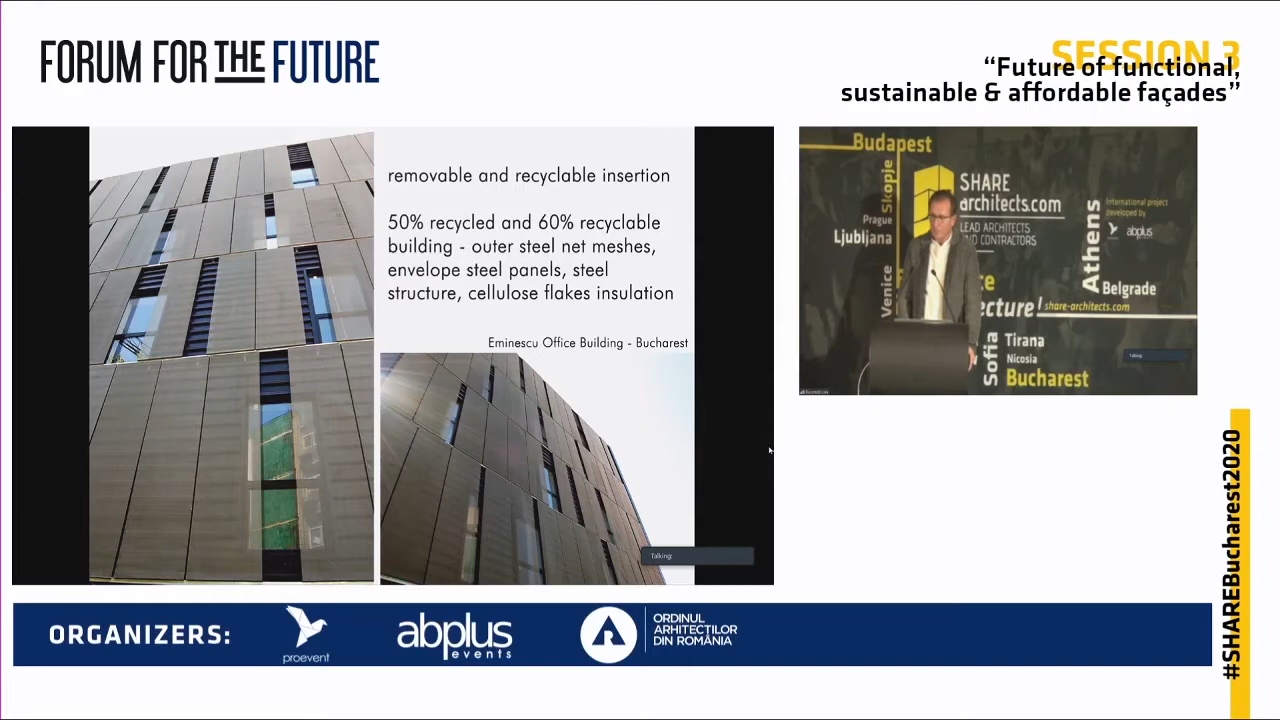 FORUM FOR THE FUTURE
SESSION 3
“Future of functional,
sustainable & affordable façades”
removable and recyclable insertion
50% recycled and 60% recyclable
building - outer steel net meshes,
envelope steel panels, steel
structure, cellulose flakes insulation
Eminescu Office Building - Bucharest
Talking:
Budapest
Skopje
Prague
Ljubljana
Venice
SHARE
architects.com
LEAD ARCHITECTS
AND CONTRACTORS
International project
developed by
abplus
Athens
Belgrade
ecture!
share-architects.com
Sofia
Tirana
Nicosia
Bucharest
Talking:
#SHAREBucharest2020
ORGANIZERS:
proevent
abplus
events
ORDINUL
ARHITECȚILOR
DIN ROMÂNIA